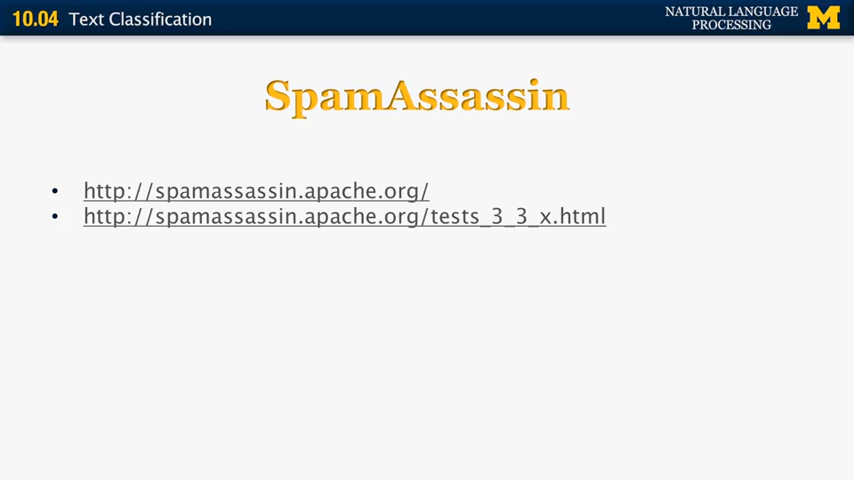 10.04 Text Classification
NATURAL LANGUAGE
PROCESSING
M
SpamAssassin
• http://spamassassin.apache.org/
• http://spamassassin.apache.org/tests_3_3_x.html